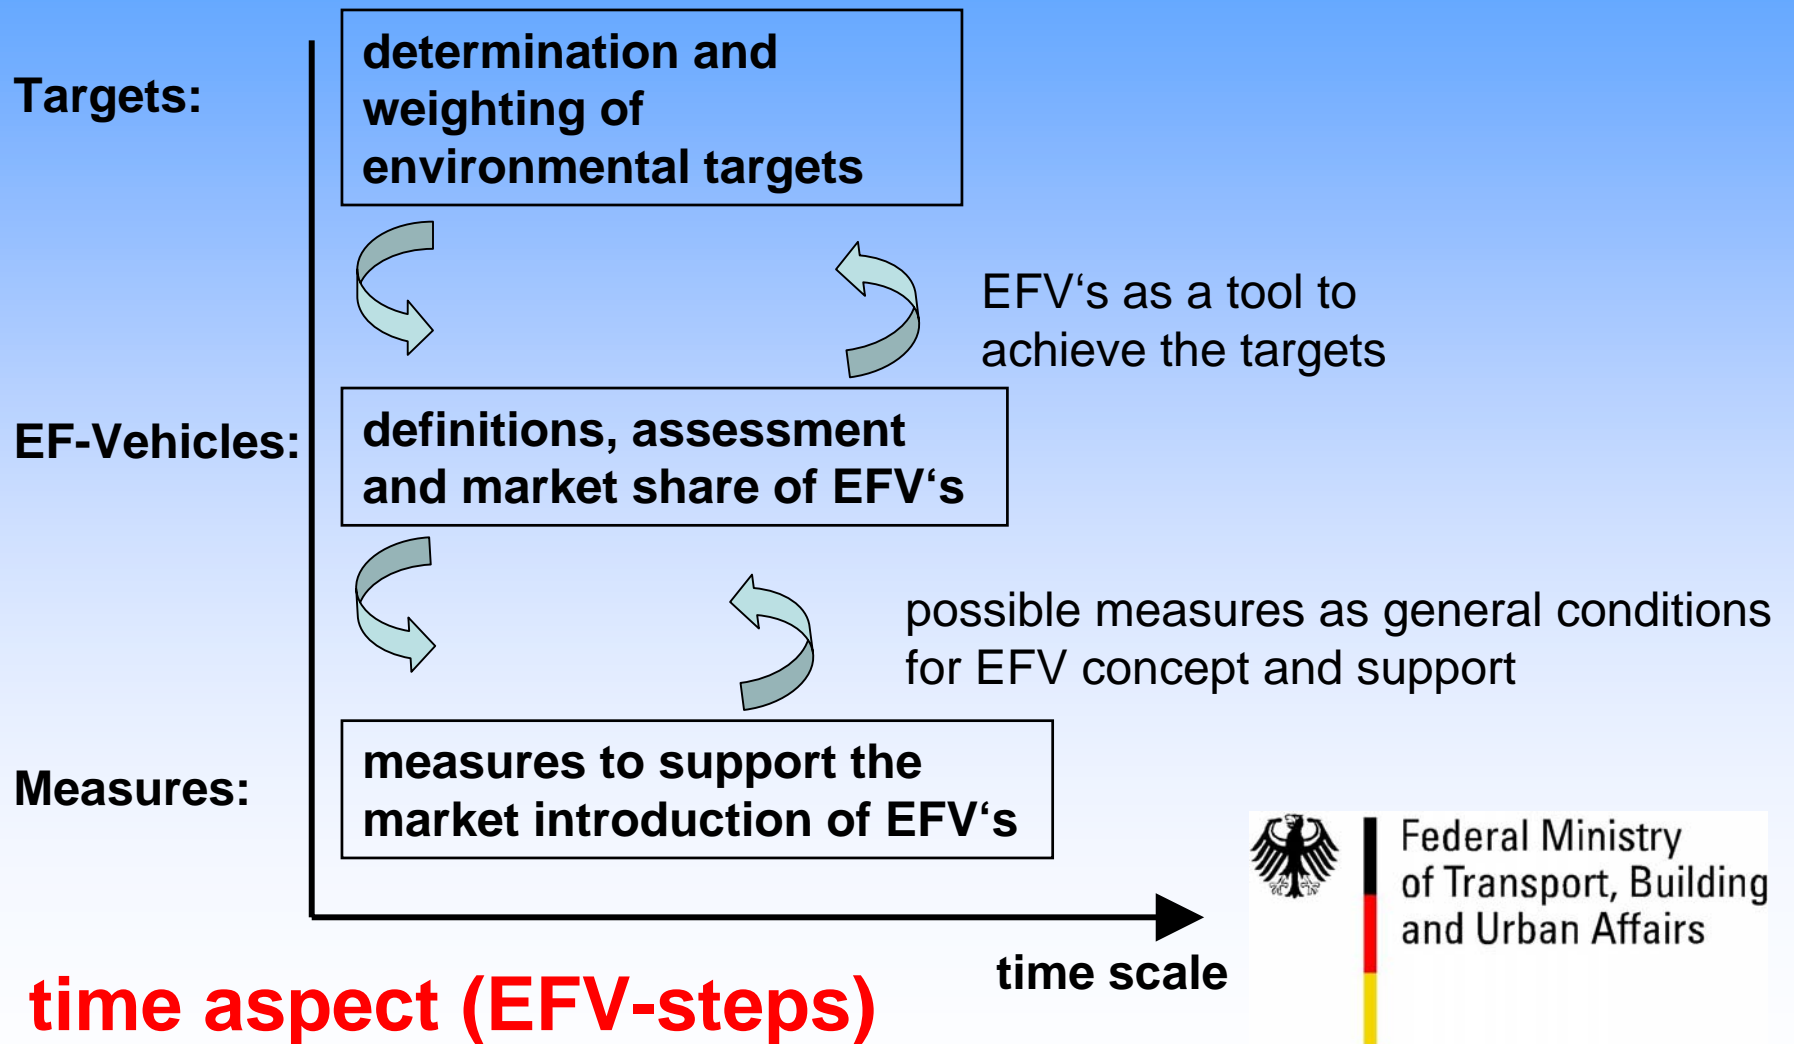 Targets:
determination and
weighting of
environmental targets
EFV‘s as a tool to
achieve the targets
EF-Vehicles:
definitions, assessment
and market share of EFV‘s
possible measures as general conditions
for EFV concept and support
Measures:
measures to support the
market introduction of EFV‘s
Federal Ministry
of Transport, Building
and Urban Affairs
time scale
time aspect (EFV-steps)